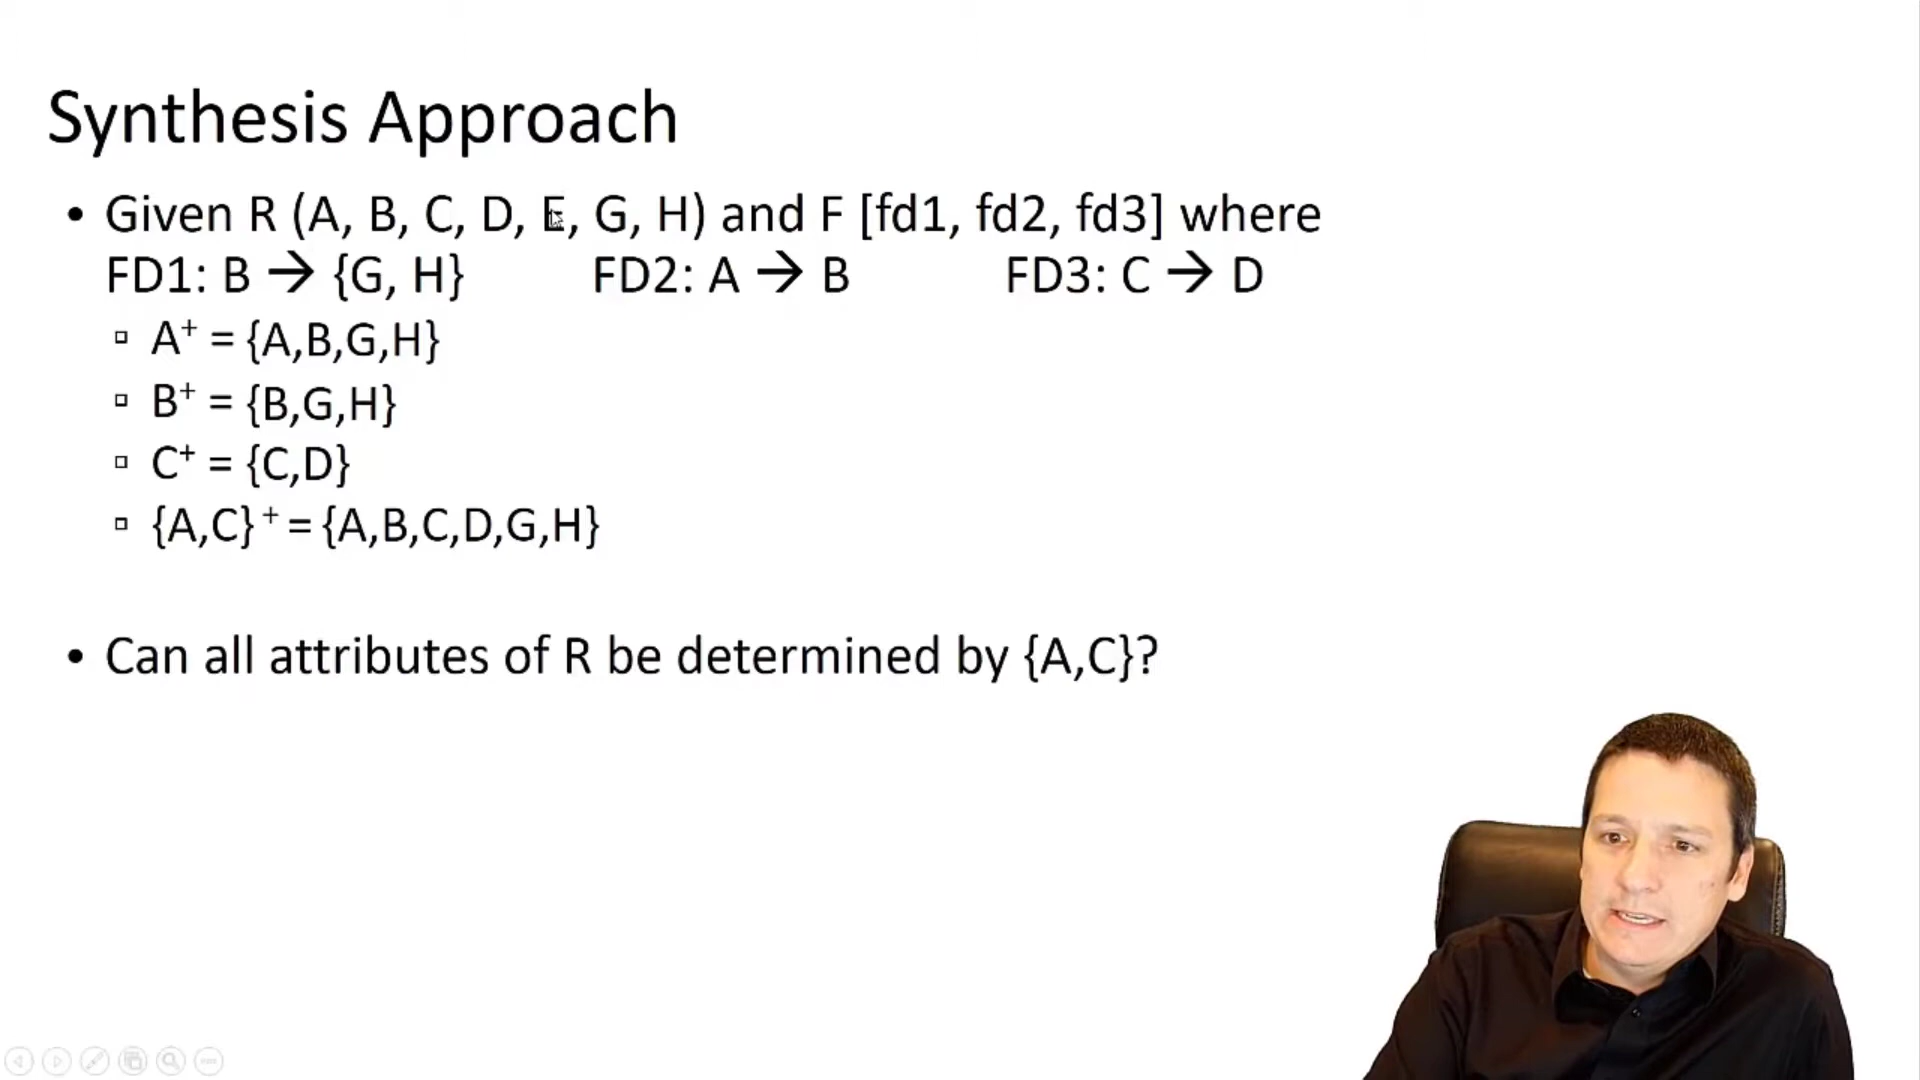 Synthesis Approach
• Given R (A, B, C, D, E, G, H) and F [fd1, fd2, fd3] where
FD1: B → {G, H} FD2: A → B FD3: C → D
▫ A⁺ = {A,B,G,H}
▫ B⁺ = {B,G,H}
▫ C⁺ = {C,D}
▫ {A,C}⁺ = {A,B,C,D,G,H}
• Can all attributes of R be determined by {A,C}?